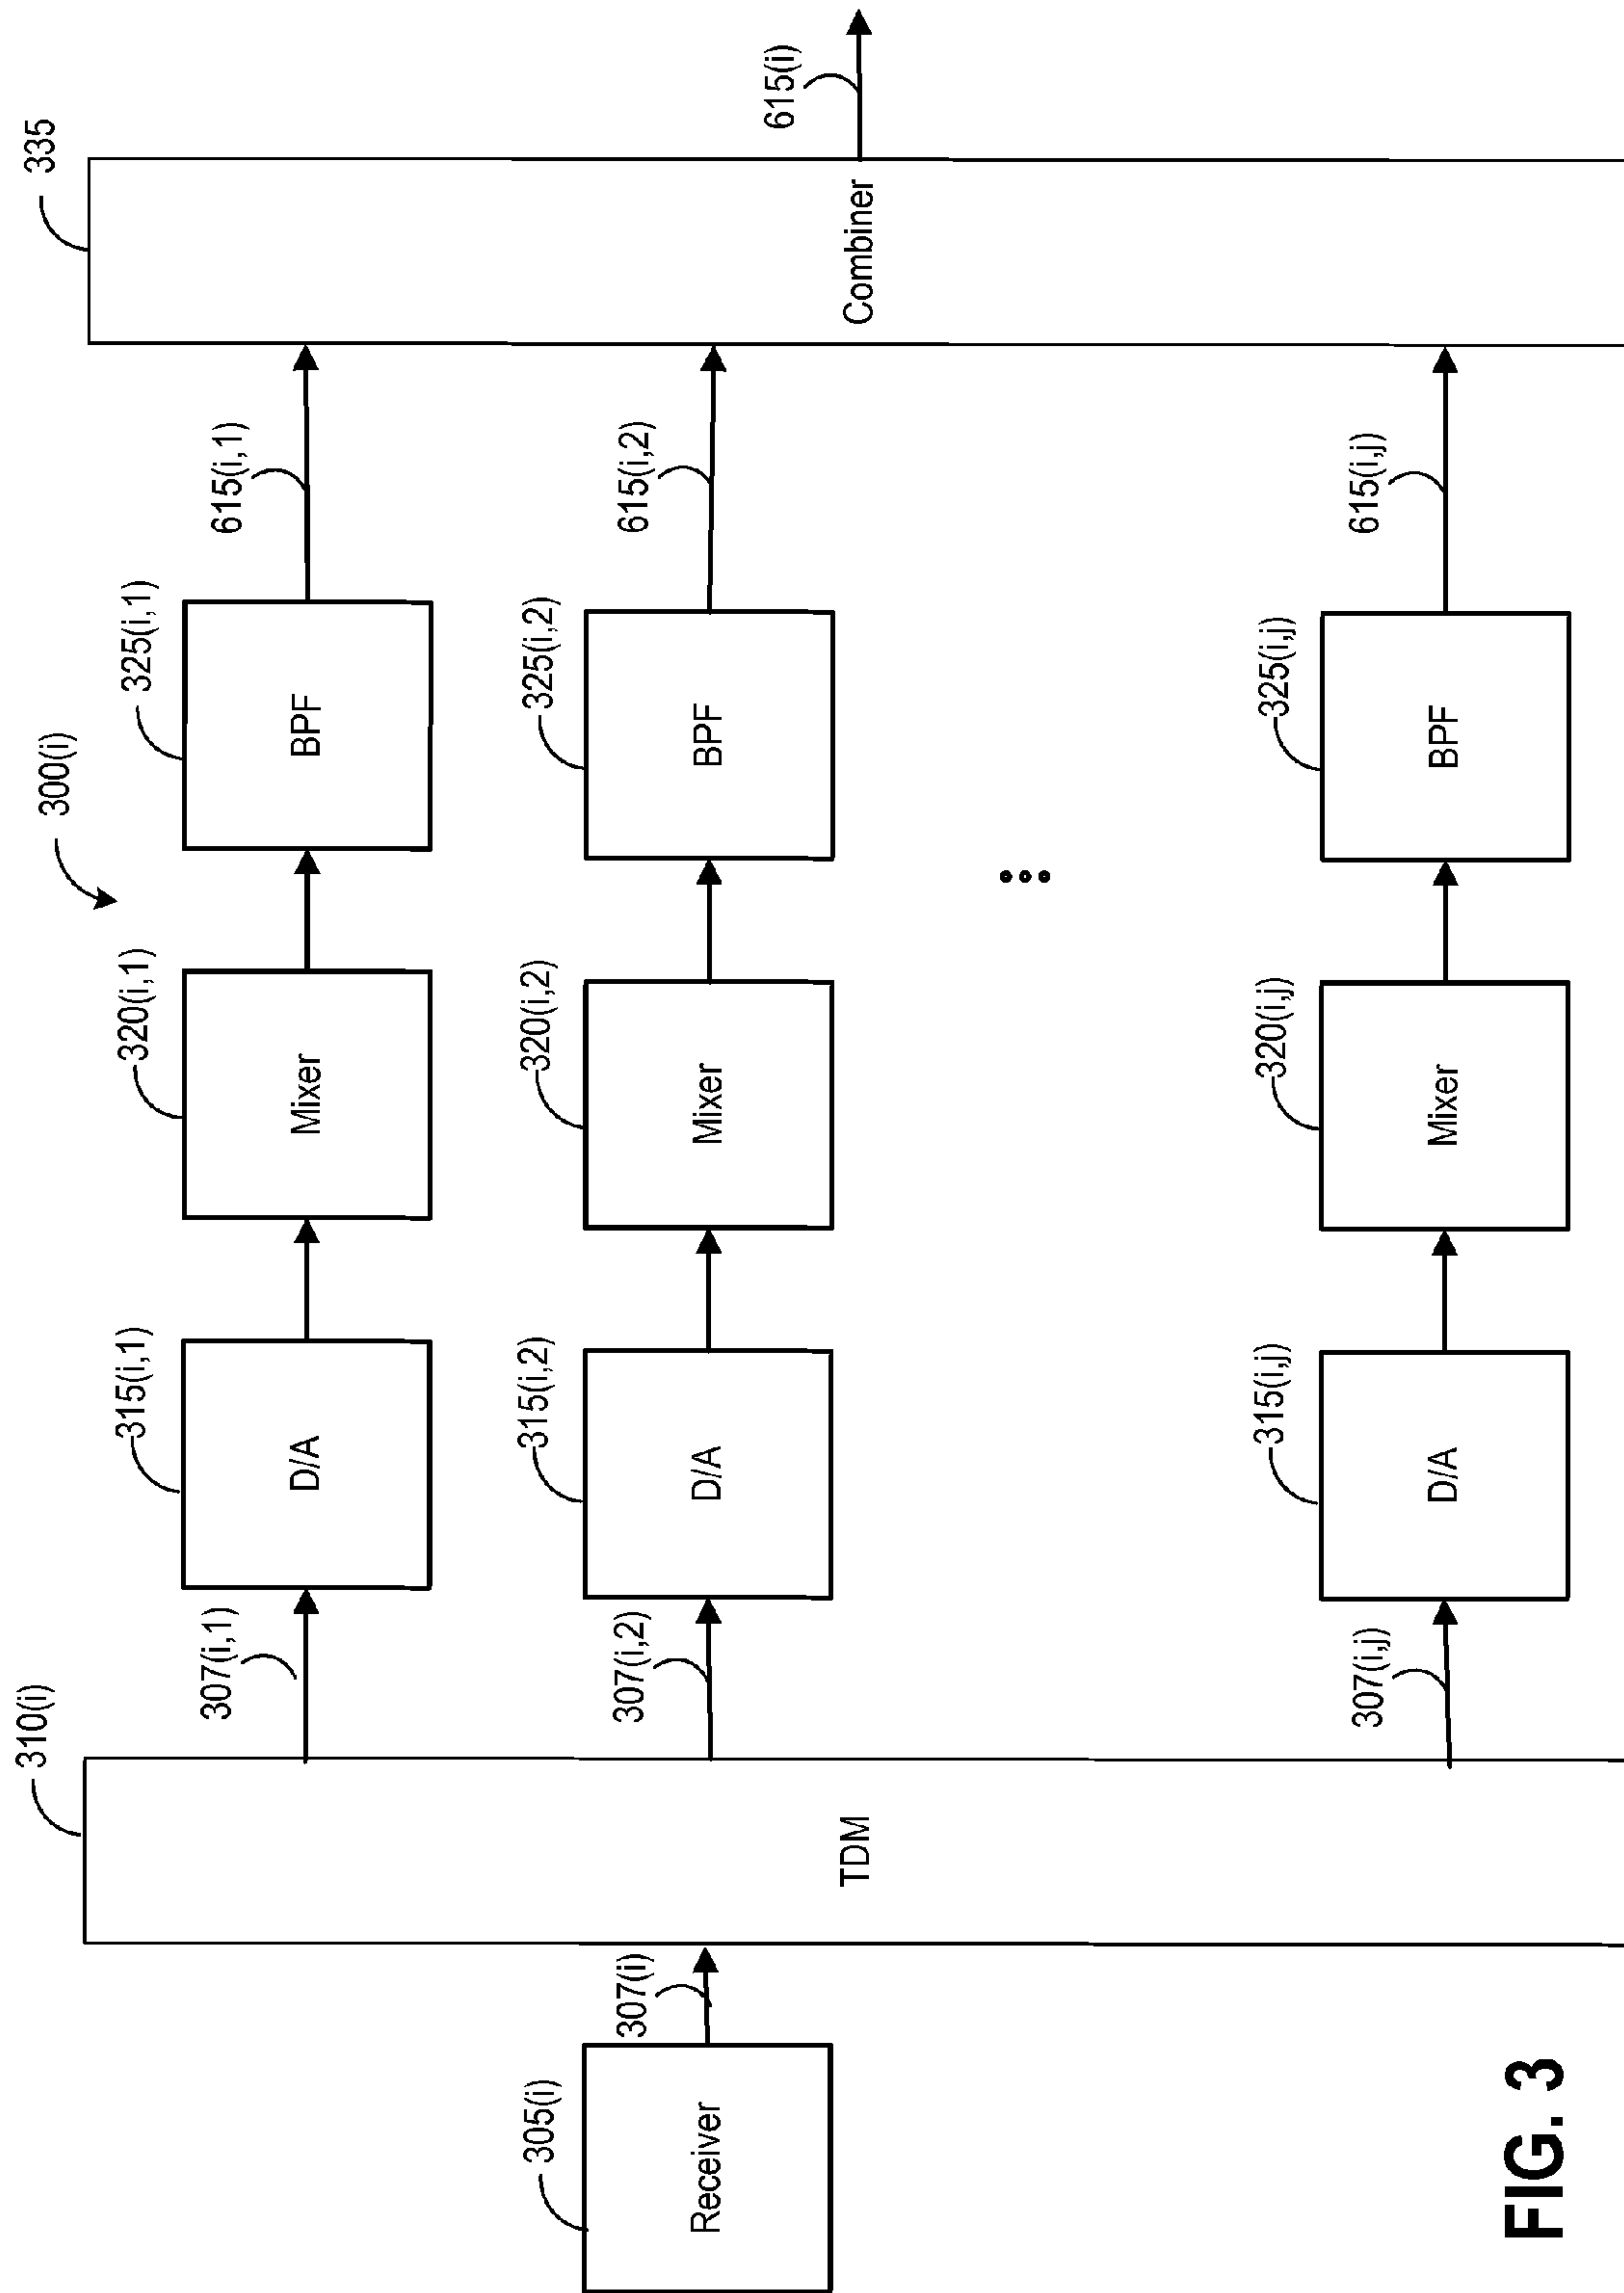 300(i)
310(i)
335
307(i,1)
315(i,1)
D/A
320(i,1)
Mixer
325(i,1)
BPF
615(i,1)
305(i)
Receiver
307(i)
TDM
307(i,2)
315(i,2)
D/A
320(i,2)
Mixer
325(i,2)
BPF
615(i,2)
Combiner
615(i)
307(i,j)
315(i,j)
D/A
320(i,j)
Mixer
325(i,j)
BPF
615(i,j)
FIG. 3